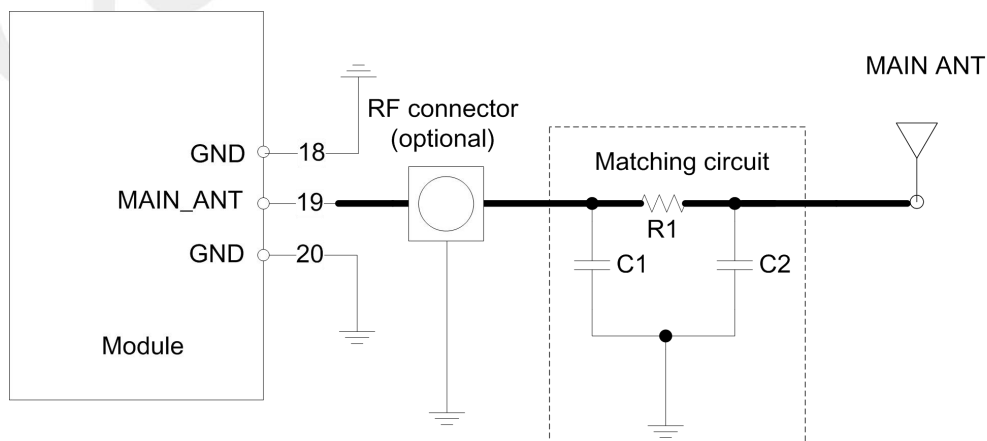 MAIN ANT
RF connector
(optional)
Matching circuit
GND 18
MAIN_ANT 19
R1
GND 20
C1
C2
Module